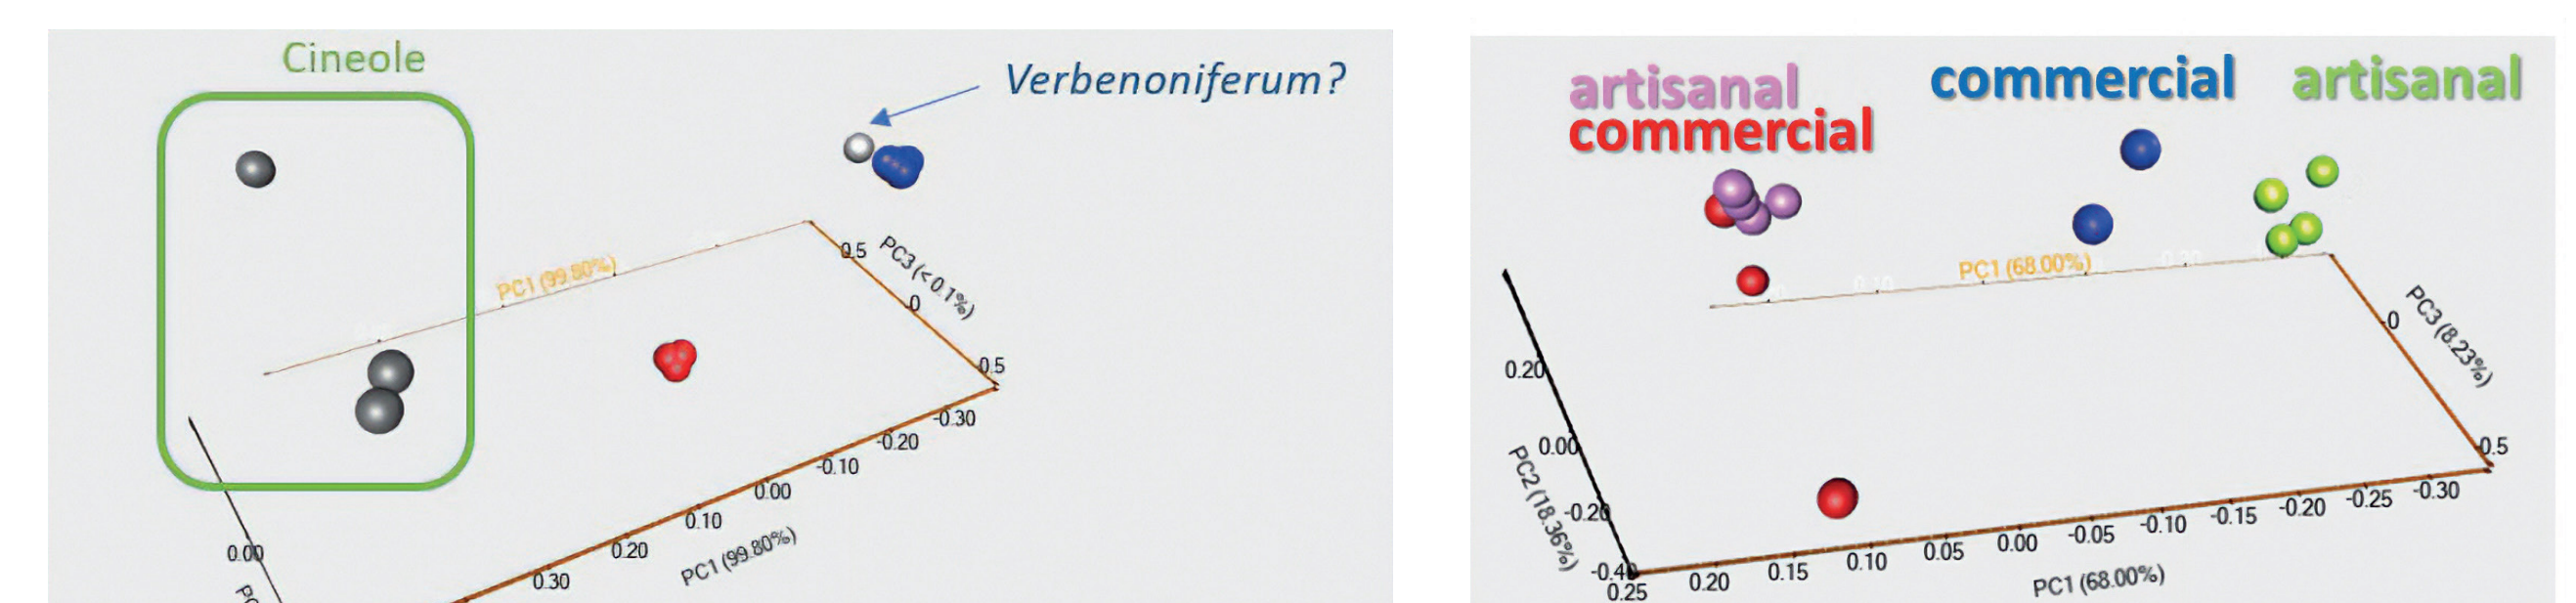 Cineole
Verbenoniferum?
PC1 (99.80%)
0.5
PC3 (< 0.1%)
0
0.5
-0.30
-0.20
-0.10
0.00
0.10
0.20
0.30
PC1 (99.80%)
0.00
artisanal
commercial
commercial
artisanal
PC1 (68.00%)
0.10
PC3 (8.23%)
0
0.5
0.20
0.00
-0.20
-0.40
PC2 (18.36%)
0.25
0.20
0.15
0.10
0.05
0.00
-0.05
-0.10
-0.15
-0.20
-0.25
-0.30
PC1 (68.00%)